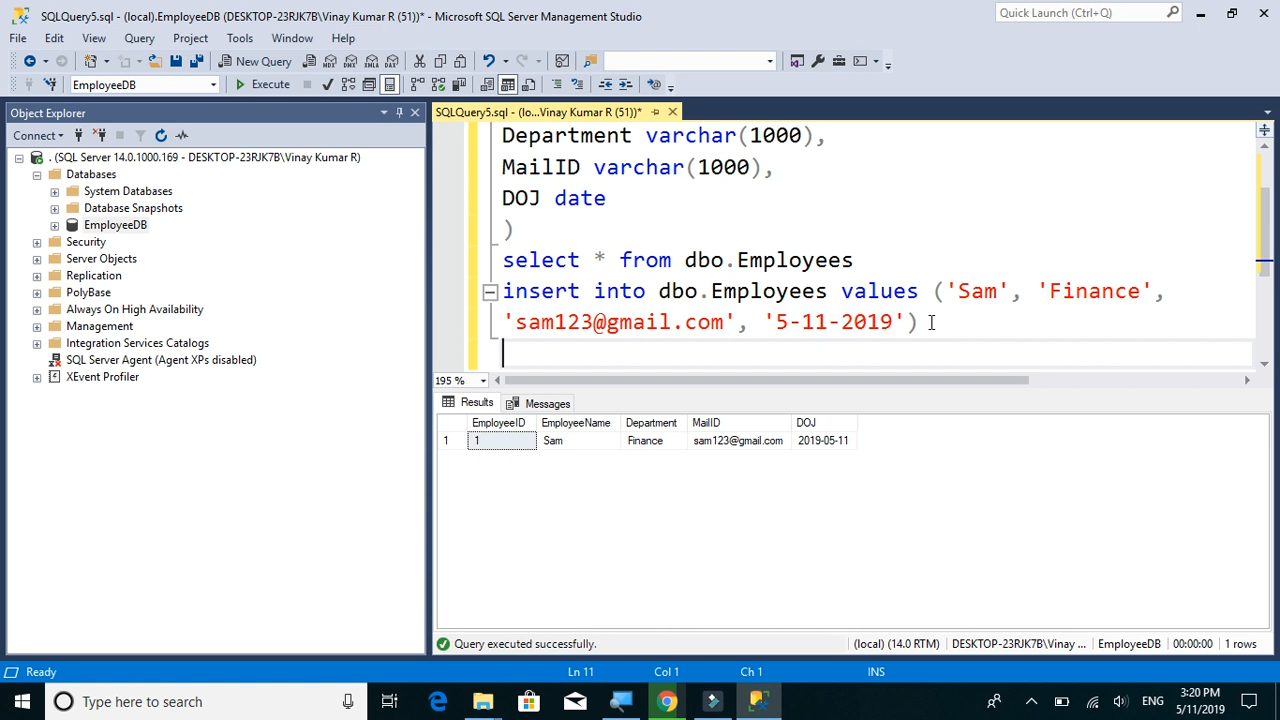 SQLQuery5.sql - (local).EmployeeDB (DESKTOP-23RJK7B\Vinay Kumar R (51))* - Microsoft SQL Server Management Studio
Quick Launch (Ctrl+Q)
File Edit View Query Project Tools Window Help
New Query
EmployeeDB Execute
Object Explorer
SQLQuery5.sql - (lo...Vinay Kumar R (51))*
Connect
. (SQL Server 14.0.1000.169 - DESKTOP-23RJK7B\Vinay Kumar R)
Databases
System Databases
Database Snapshots
EmployeeDB
Security
Server Objects
Replication
PolyBase
Always On High Availability
Management
Integration Services Catalogs
SQL Server Agent (Agent XPs disabled)
XEvent Profiler
Department varchar(1000),
MailID varchar(1000),
DOJ date
)
select * from dbo.Employees
insert into dbo.Employees values ('Sam', 'Finance',
'sam123@gmail.com', '5-11-2019')
195 %
Results Messages
EmployeeID EmployeeName Department MailID DOJ
1 1 Sam Finance sam123@gmail.com 2019-05-11
Query executed successfully. (local) (14.0 RTM) DESKTOP-23RJK7B\Vinay ... EmployeeDB 00:00:00 1 rows
Ready Ln 11 Col 1 Ch 1 INS
Type here to search
ENG
3:20 PM
5/11/2019